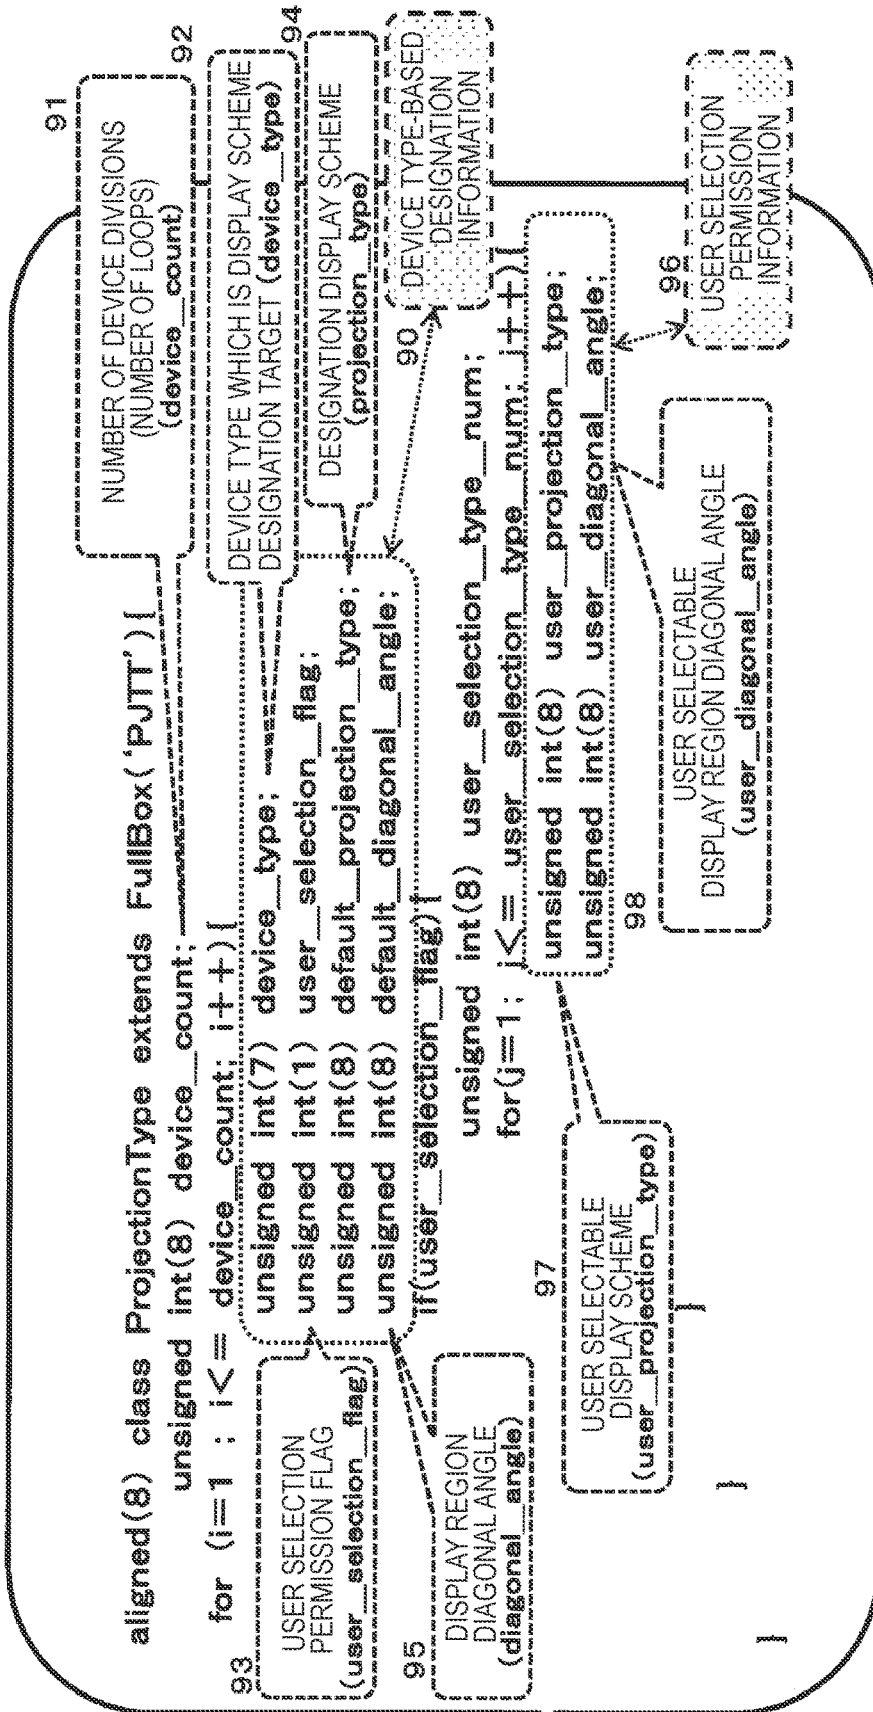 91
NUMBER OF DEVICE DIVISIONS
(NUMBER OF LOOPS)
(device_count)
92
aligned(8) class ProjectionType extends FullBox('PJTT'){
unsigned int(8) device_count;
for (i=1 ; i<= device_count; i++){
DEVICE TYPE WHICH IS DISPLAY SCHEME
DESIGNATION TARGET (device_type)
94
unsigned int(7) device_type;
unsigned int(1) user_selection_flag;
unsigned int(8) default_projection_type;
unsigned int(8) default_diagonal_angle;
DESIGNATION DISPLAY SCHEME
(projection_type)
93
USER SELECTION
PERMISSION FLAG
(user_selection_flag)
90
DEVICE TYPE-BASED
DESIGNATION
INFORMATION
if(user_selection_flag){
95
DISPLAY REGION
DIAGONAL ANGLE
(diagonal_angle)
unsigned int(8) user_selection_type_num;
for(j=1; j<= user_selection_type_num; j++){
unsigned int(8) user_projection_type;
unsigned int(8) user_diagonal_angle;
96
USER SELECTION
PERMISSION
INFORMATION
97
USER SELECTABLE
DISPLAY SCHEME
(user_projection_type)
98
USER SELECTABLE
DISPLAY REGION DIAGONAL ANGLE
(user_diagonal_angle)
}
}
}